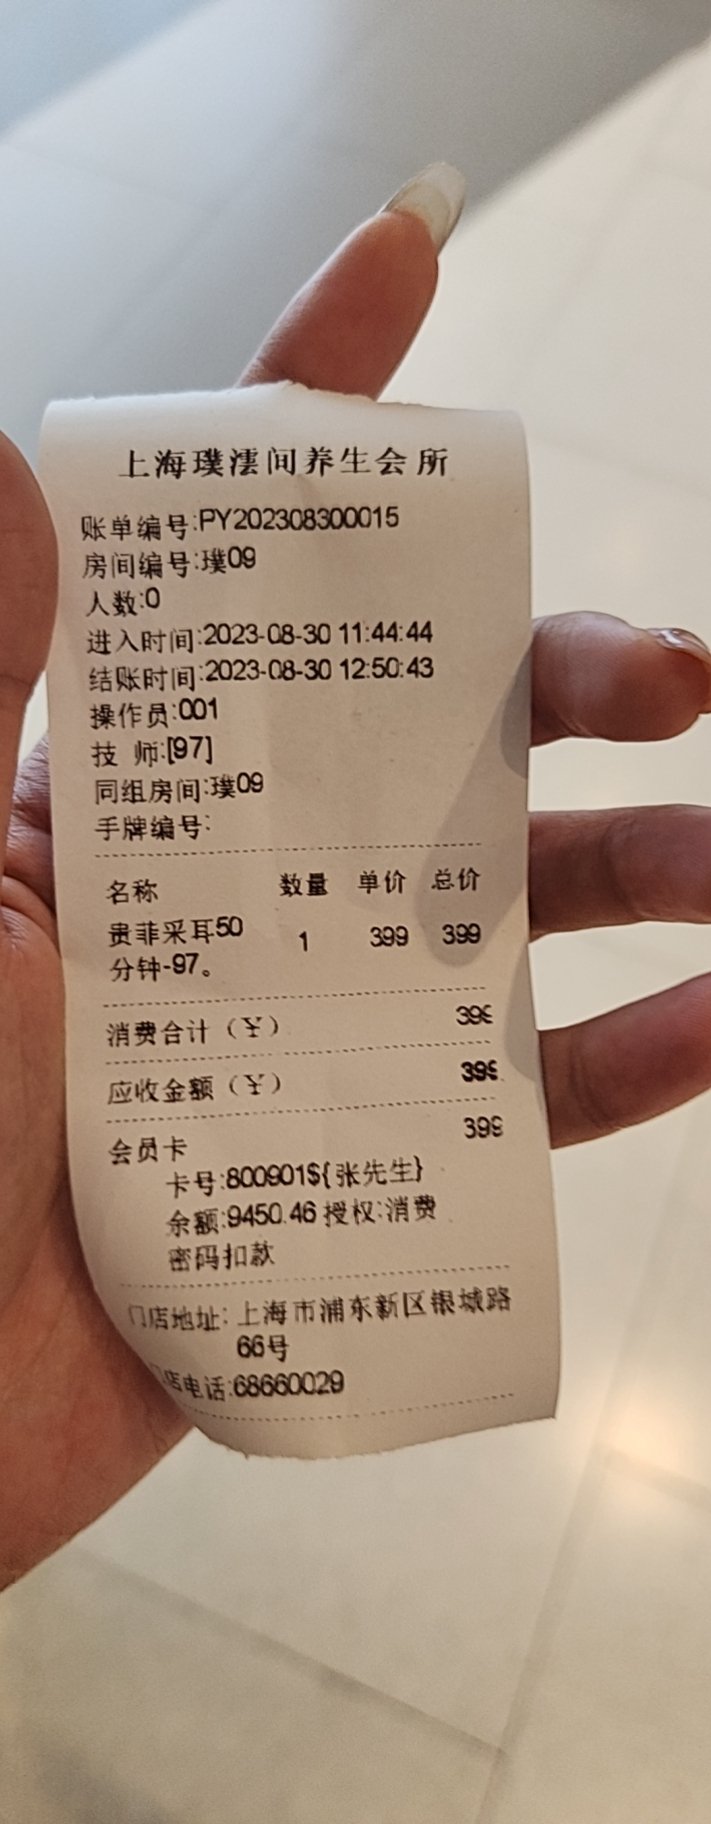 上海璞澐间养生会所
账单编号:PY202308300015
房间编号:璞09
人数:0
进入时间:2023-08-30 11:44:44
结账时间:2023-08-30 12:50:43
操作员:001
技 师:[97]
同组房间:璞09
手牌编号:
名称 数量 单价 总价
贵菲采耳50 1 399 399
分钟-97。
消费合计（¥） 399
应收金额（¥） 399
会员卡 399
卡号:800901${张先生}
余额:9450.46 授权:消费
密码扣款
门店地址: 上海市浦东新区银城路
66号
门店电话:68660029